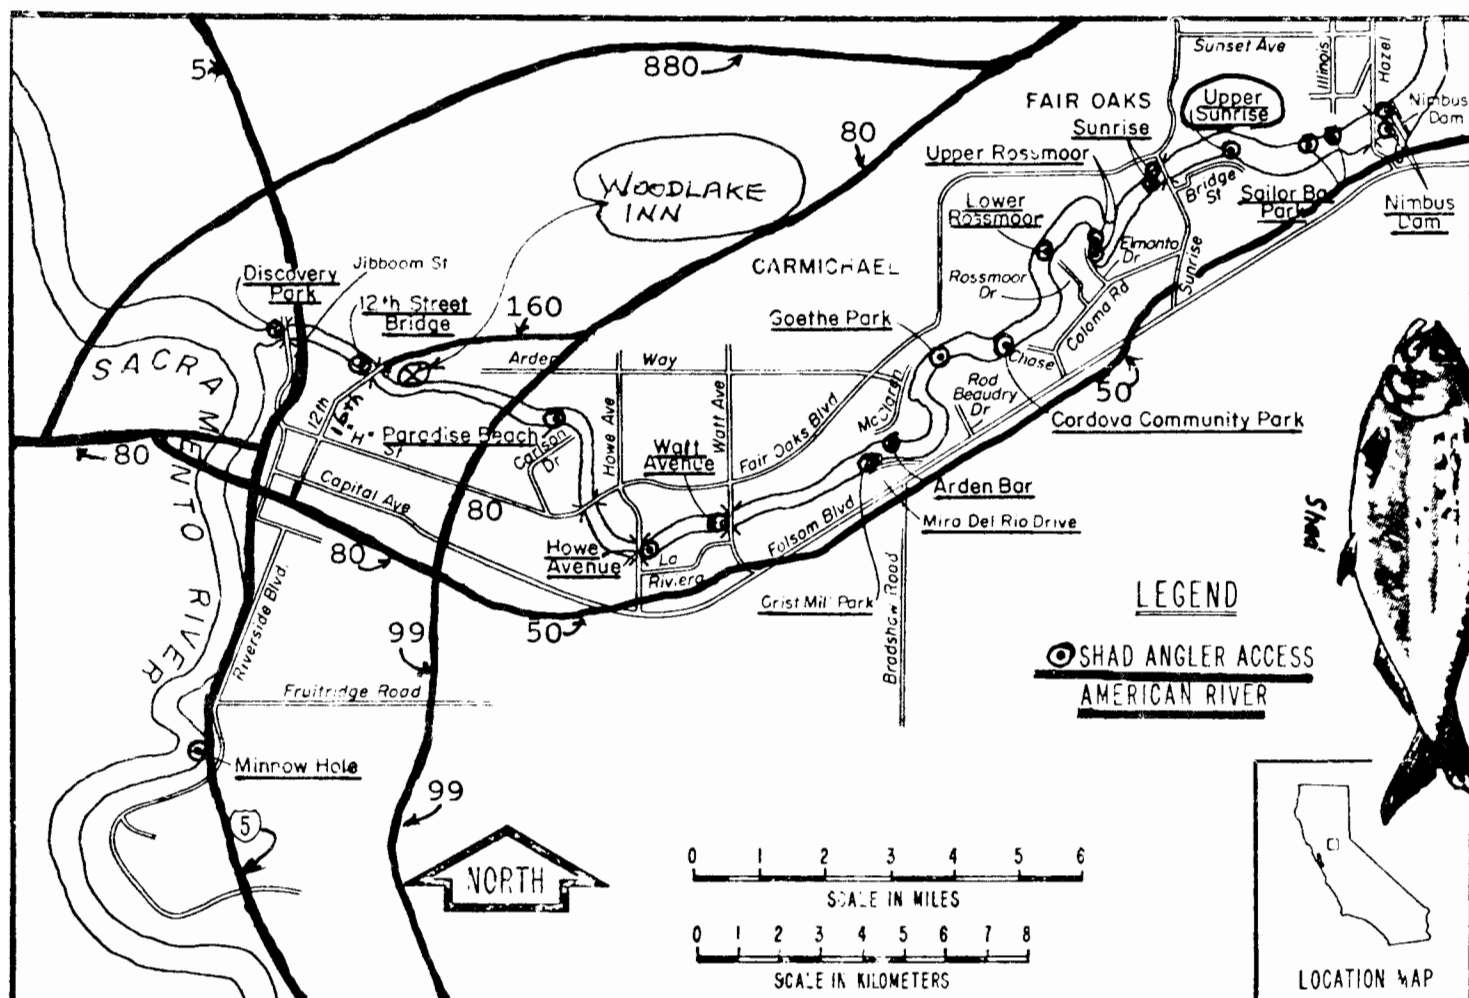 5
880
Sunset Ave
Illinois
Hazel
FAIR OAKS
Upper
Sunrise
Nimbus
Dam
Sunrise
80
Upper Rossmoor
WOODLAKE
INN
Bridge
St
Sailor Ba
Park
Nimbus
Dam
Lower
Rossmoor
Elmonto
Dr
Jibboom St
Discovery
Park
CARMICHAEL
Rossmoor
Dr
Sunrise
12th Street
Bridge
160
Goethe Park
Coloma Rd
Arden Way
Chase
SACRAMENTO RIVER
McClaren
Rod
Beaudry
Dr
50
Cordova Community Park
12th
16th
"H"
St
Paradise Beach
Carlson
Dr
Howe Ave
Watt Ave
Watt
Avenue
Fair Oaks Blvd
80
Capital Ave
80
Arden Bar
Mira Del Rio Drive
Folsom Blvd
80
Howe
Avenue
La
Riviera
Grist Mill Park
Bradshaw Road
Shad
Riverside Blvd.
99
50
LEGEND
SHAD ANGLER ACCESS
AMERICAN RIVER
Fruitridge Road
Minnow Hole
99
5
NORTH
0 1 2 3 4 5 6
SCALE IN MILES
0 1 2 3 4 5 6 7 8
SCALE IN KILOMETERS
LOCATION MAP